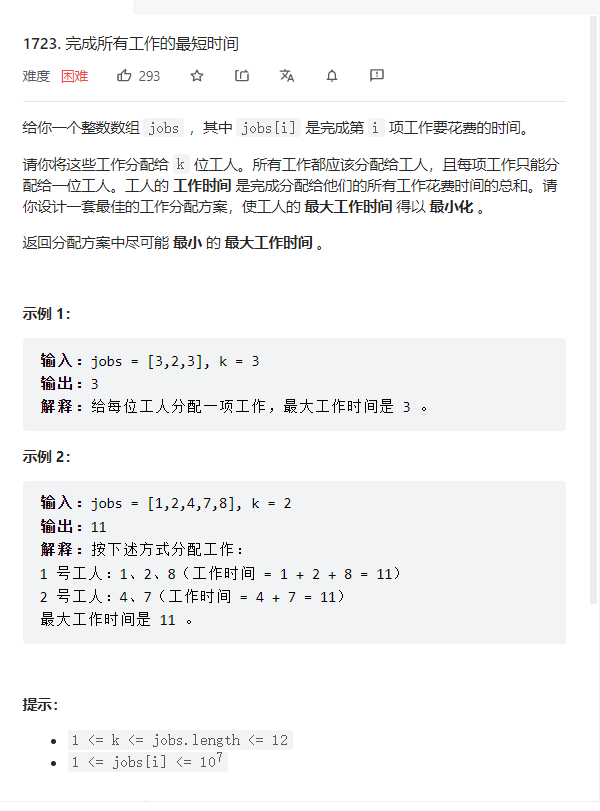 1723. 完成所有工作的最短时间
难度 困难 293
给你一个整数数组 jobs ，其中 jobs[i] 是完成第 i 项工作要花费的时间。
请你将这些工作分配给 k 位工人。所有工作都应该分配给工人，且每项工作只能分
配给一位工人。工人的 工作时间 是完成分配给他们的所有工作花费时间的总和。请
你设计一套最佳的工作分配方案，使工人的 最大工作时间 得以 最小化 。
返回分配方案中尽可能 最小 的 最大工作时间 。
示例 1：
输入：jobs = [3,2,3], k = 3
输出：3
解释：给每位工人分配一项工作，最大工作时间是 3 。
示例 2：
输入：jobs = [1,2,4,7,8], k = 2
输出：11
解释：按下述方式分配工作：
1 号工人：1、2、8（工作时间 = 1 + 2 + 8 = 11）
2 号工人：4、7（工作时间 = 4 + 7 = 11）
最大工作时间是 11 。
提示：
• 1 <= k <= jobs.length <= 12
• 1 <= jobs[i] <= 10⁷